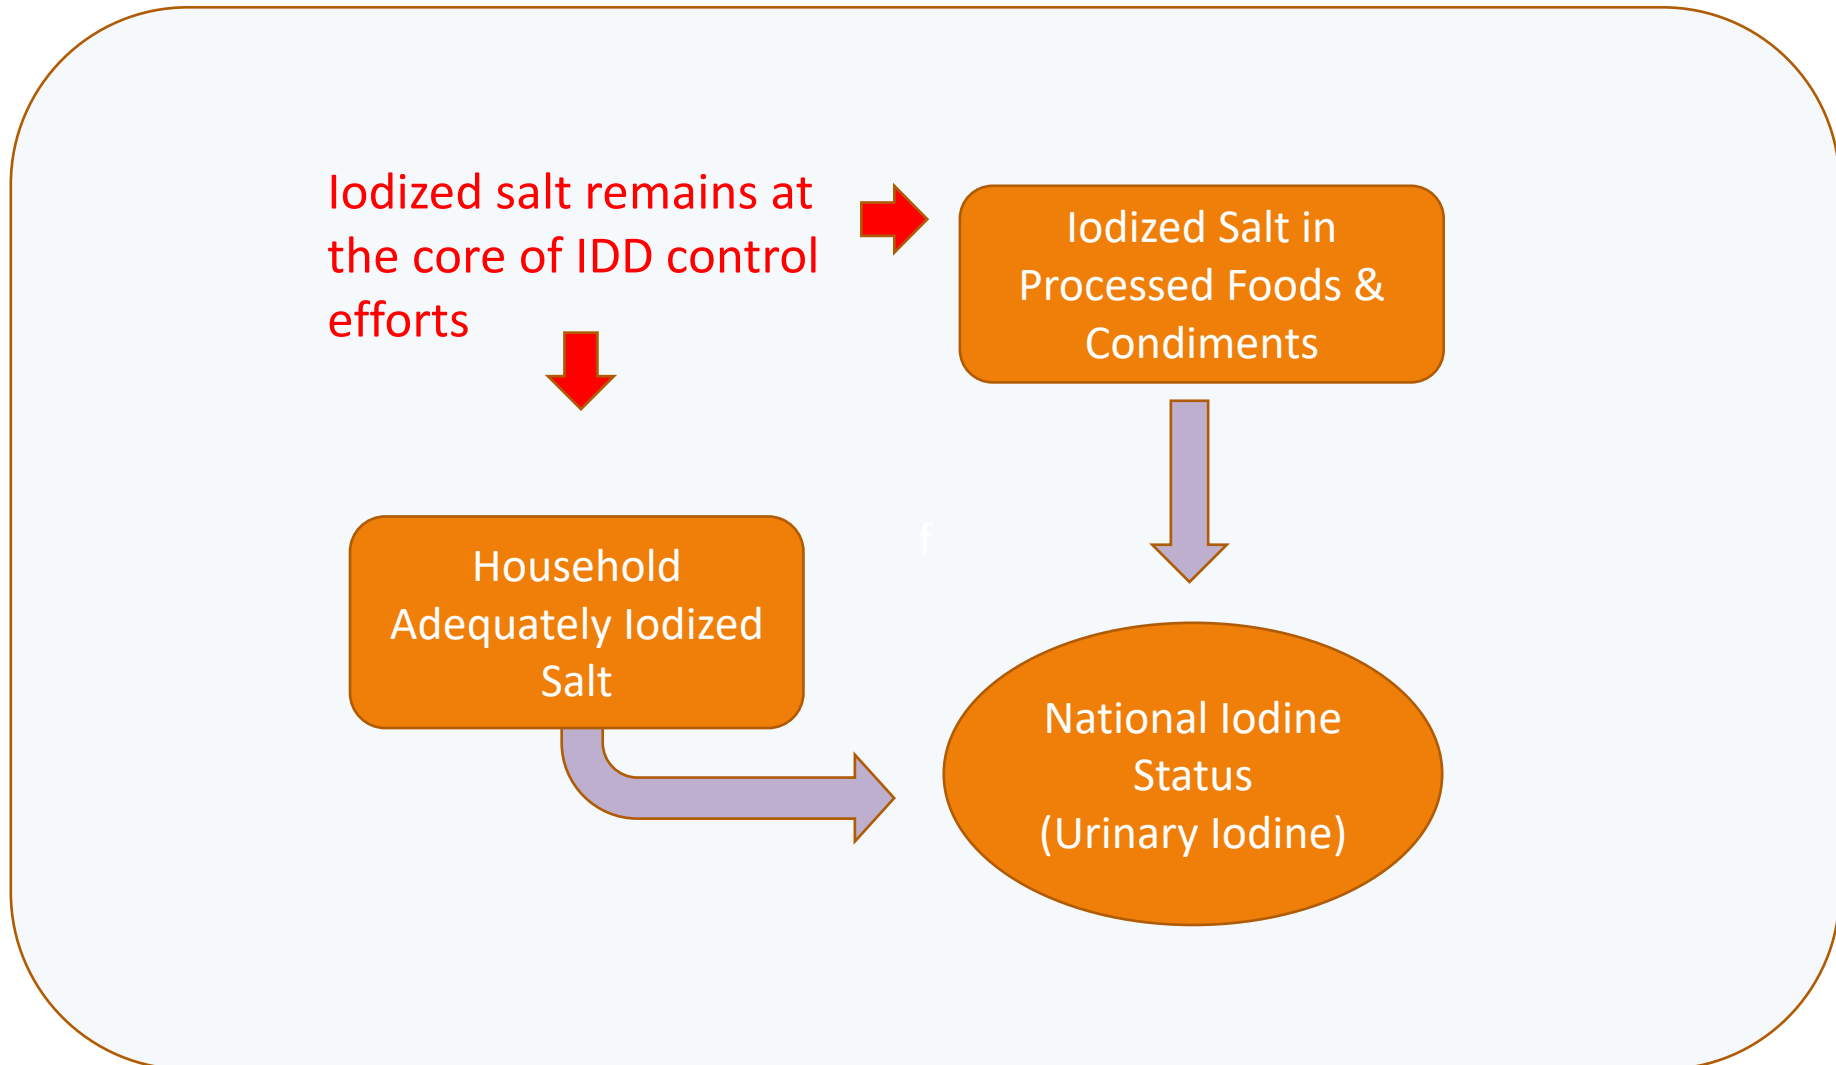 Iodized salt remains at
the core of IDD control
efforts
Iodized Salt in
Processed Foods &
Condiments
Household
Adequately Iodized
Salt
f
National Iodine
Status
(Urinary Iodine)